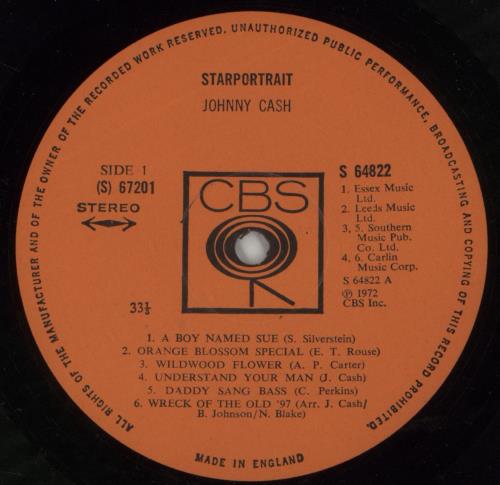 ALL RIGHTS OF THE MANUFACTURER AND OF THE OWNER OF THE RECORDED WORK RESERVED. UNAUTHORIZED PUBLIC PERFORMANCE, BROADCASTING AND COPYING OF THIS RECORD PROHIBITED.
STARPORTRAIT
JOHNNY CASH
SIDE 1
(S) 67201
STEREO
CBS
S 64822
1. Essex Music
Ltd.
2. Leeds Music
Ltd.
3, 5. Southern
Music Pub.
Co. Ltd.
4, 6. Carlin
Music Corp.
S 64822 A
℗ 1972
CBS Inc.
33⅓
1. A BOY NAMED SUE (S. Silverstein)
2. ORANGE BLOSSOM SPECIAL (E. T. Rouse)
3. WILDWOOD FLOWER (A. P. Carter)
4. UNDERSTAND YOUR MAN (J. Cash)
5. DADDY SANG BASS (C. Perkins)
6. WRECK OF THE OLD '97 (Arr. J. Cash/
B. Johnson/N. Blake)
MADE IN ENGLAND